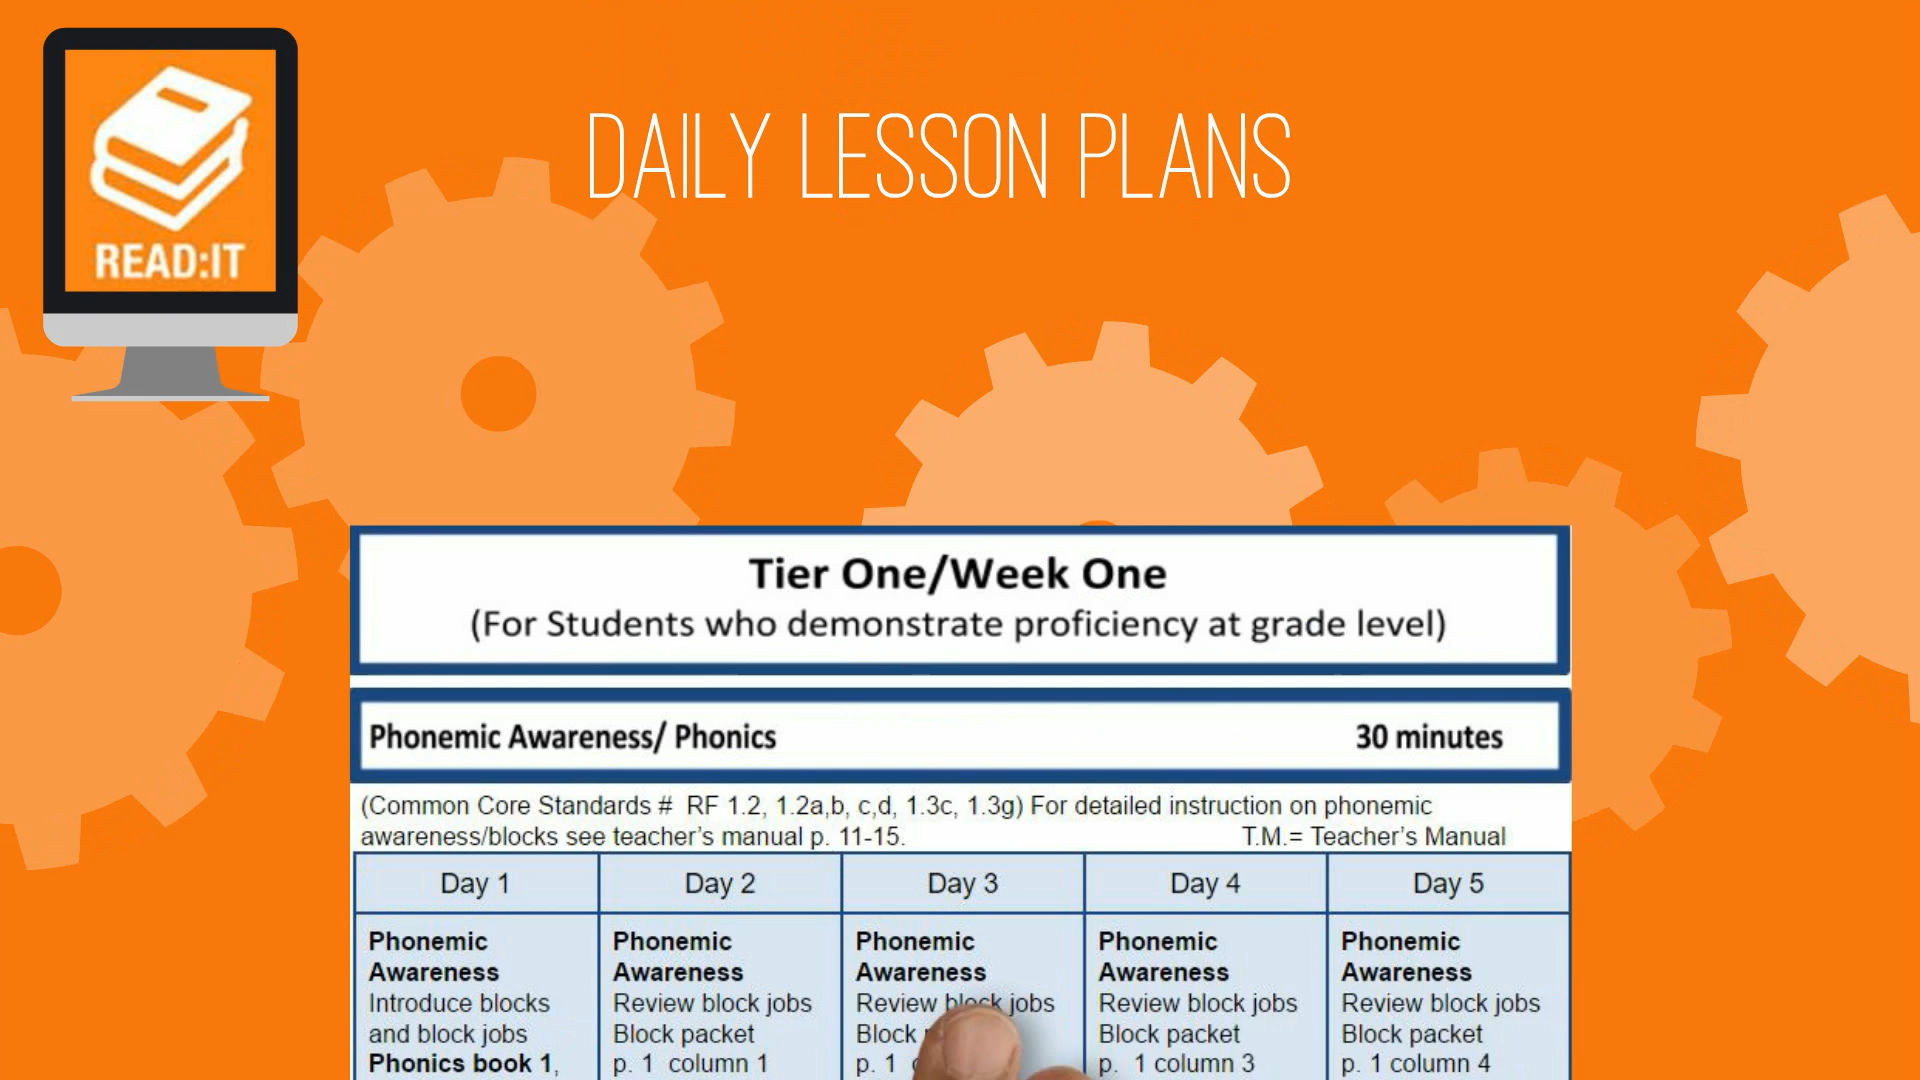 READ:IT
DAILY LESSON PLANS
Tier One/Week One
(For Students who demonstrate proficiency at grade level)
Phonemic Awareness/ Phonics 30 minutes
(Common Core Standards # RF 1.2, 1.2a,b, c,d, 1.3c, 1.3g) For detailed instruction on phonemic
awareness/blocks see teacher's manual p. 11-15. T.M.= Teacher's Manual
Day 1
Day 2
Day 3
Day 4
Day 5
Phonemic
Awareness
Introduce blocks
and block jobs
Phonics book 1,
Phonemic
Awareness
Review block jobs
Block packet
p. 1 column 1
Phonemic
Awareness
Review block jobs
Block
p. 1
Phonemic
Awareness
Review block jobs
Block packet
p. 1 column 3
Phonemic
Awareness
Review block jobs
Block packet
p. 1 column 4